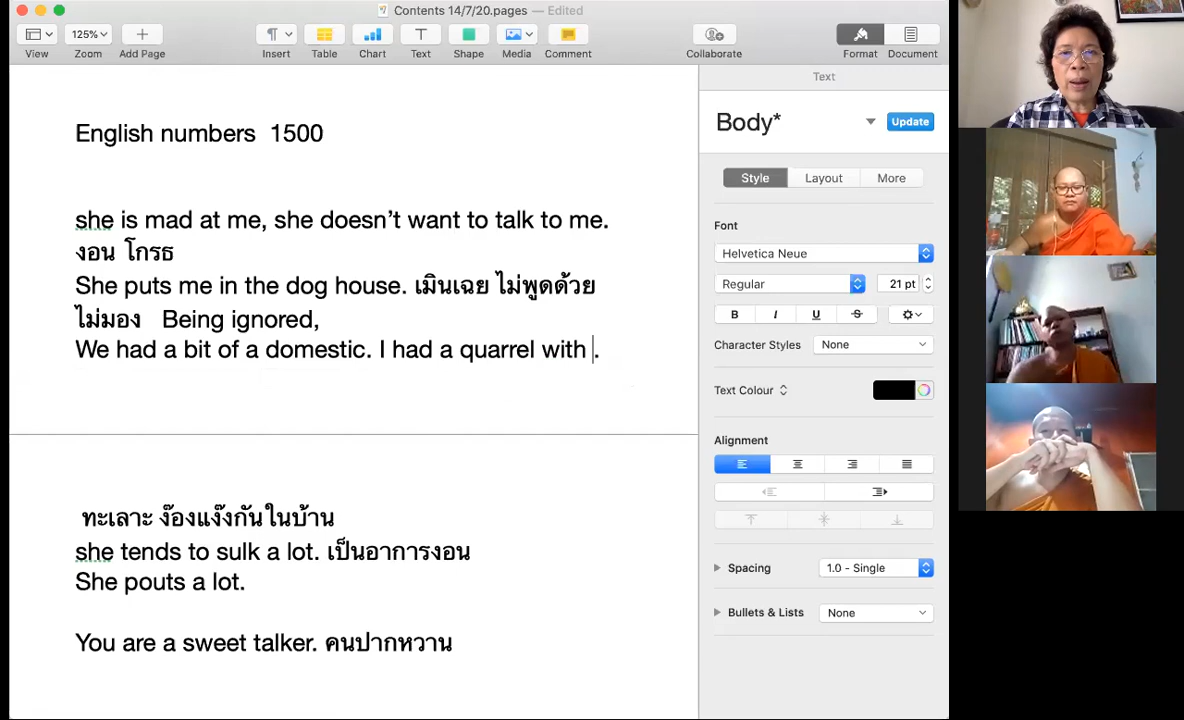 Contents 14/7/20.pages — Edited
125%
View
Zoom
Add Page
Insert
Table
Chart
Text
Shape
Media
Comment
Collaborate
Format
Document
English numbers 1500
she is mad at me, she doesn’t want to talk to me.
งอน โกรธ
She puts me in the dog house. เมินเฉย ไม่พูดด้วย
ไม่มอง Being ignored,
We had a bit of a domestic. I had a quarrel with .
ทะเลาะ ง๊องแง๊งกันในบ้าน
she tends to sulk a lot. เป็นอาการงอน
She pouts a lot.
You are a sweet talker. คนปากหวาน
Text
Body*
Update
Style
Layout
More
Font
Helvetica Neue
Regular
21 pt
B I U S
Character Styles
None
Text Colour
Alignment
Spacing
1.0 - Single
Bullets & Lists
None